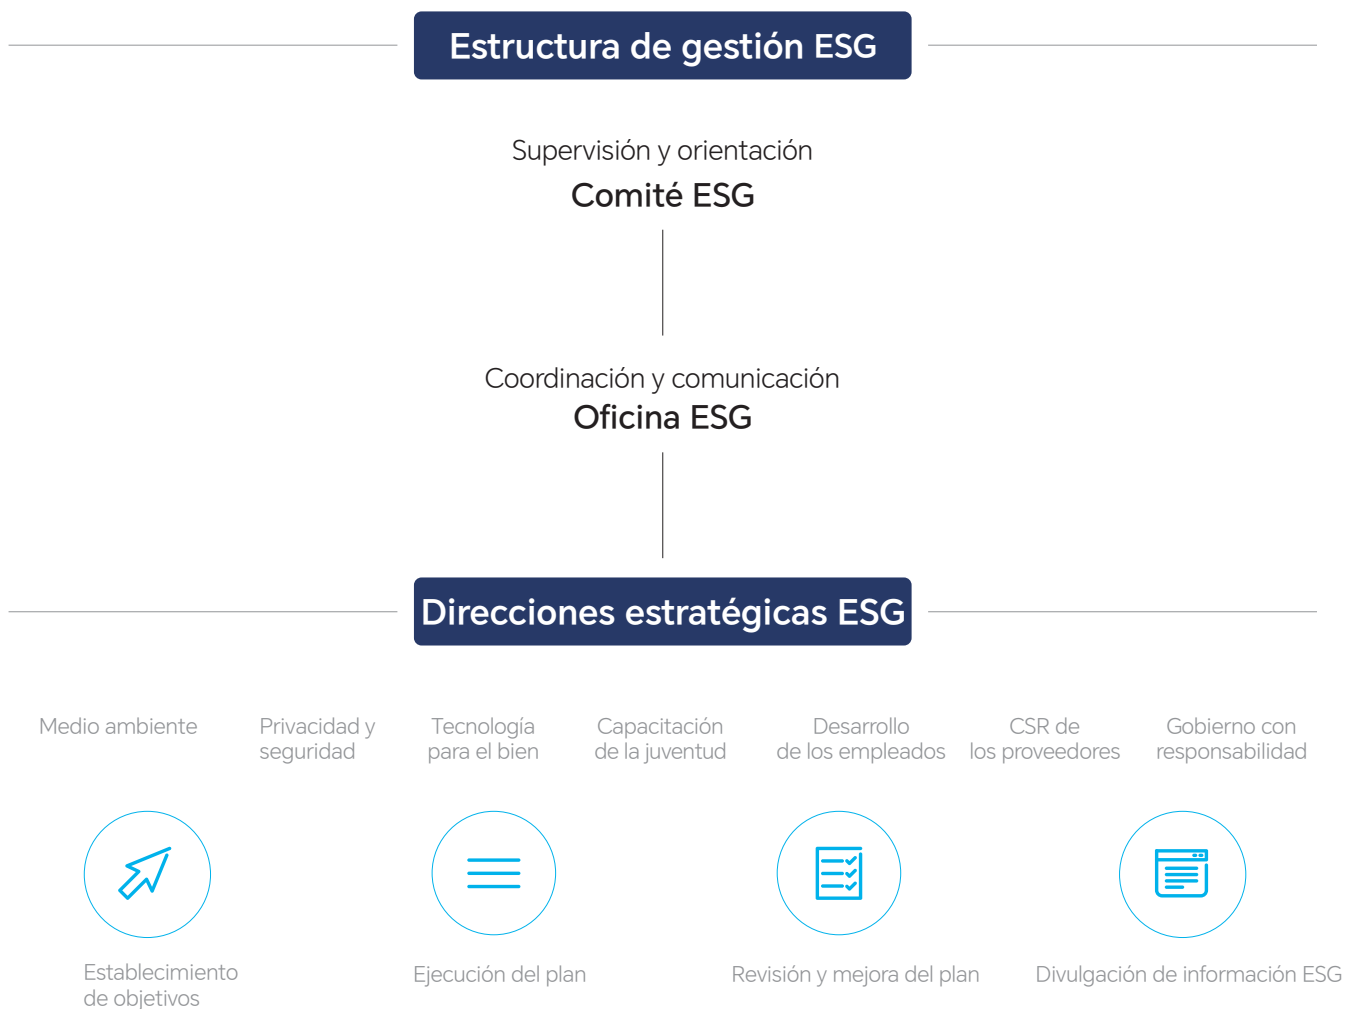 Estructura de gestión ESG
Supervisión y orientación
Comité ESG
Coordinación y comunicación
Oficina ESG
Direcciones estratégicas ESG
Medio ambiente
Privacidad y
seguridad
Tecnología
para el bien
Capacitación
de la juventud
Desarrollo
de los empleados
CSR de
los proveedores
Gobierno con
responsabilidad
Establecimiento
de objetivos
Ejecución del plan
Revisión y mejora del plan
Divulgación de información ESG